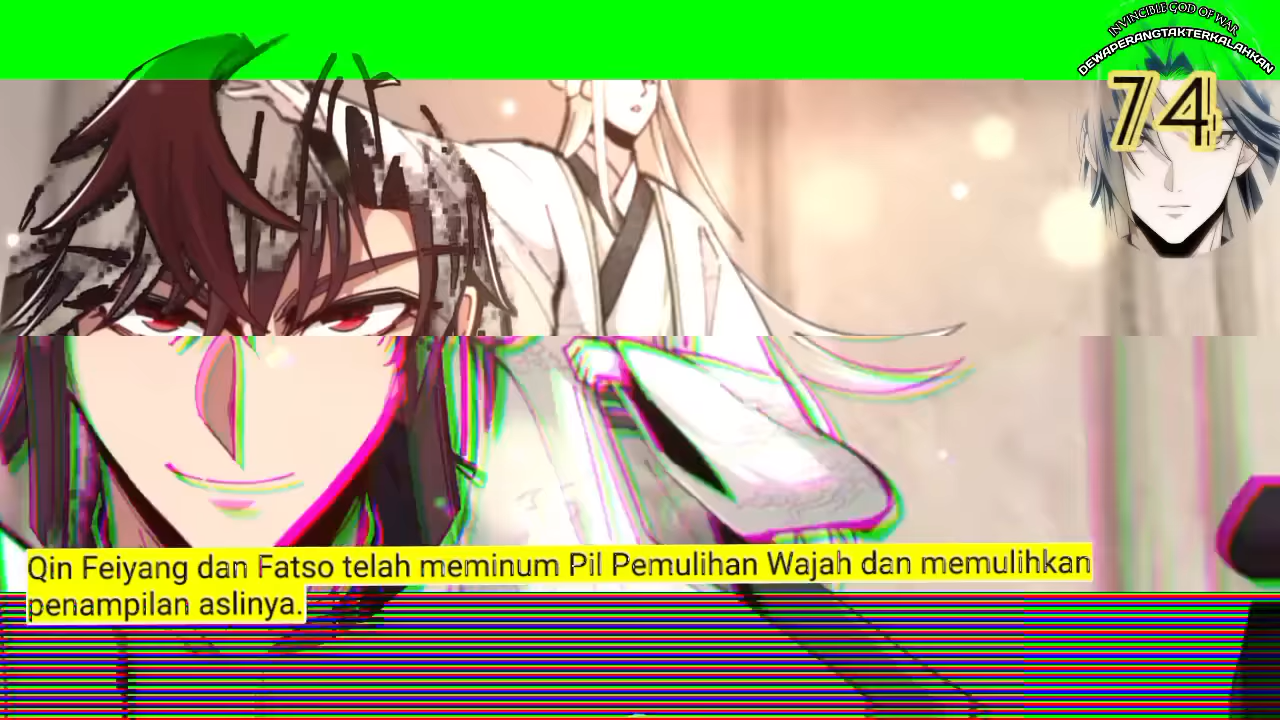 INVINCIBLE GOD OF WAR
DEWAPERANGTAKTERKALAHKAN
74
Qin Feiyang dan Fatso telah meminum Pil Pemulihan Wajah dan memulihkan
penampilan aslinya.